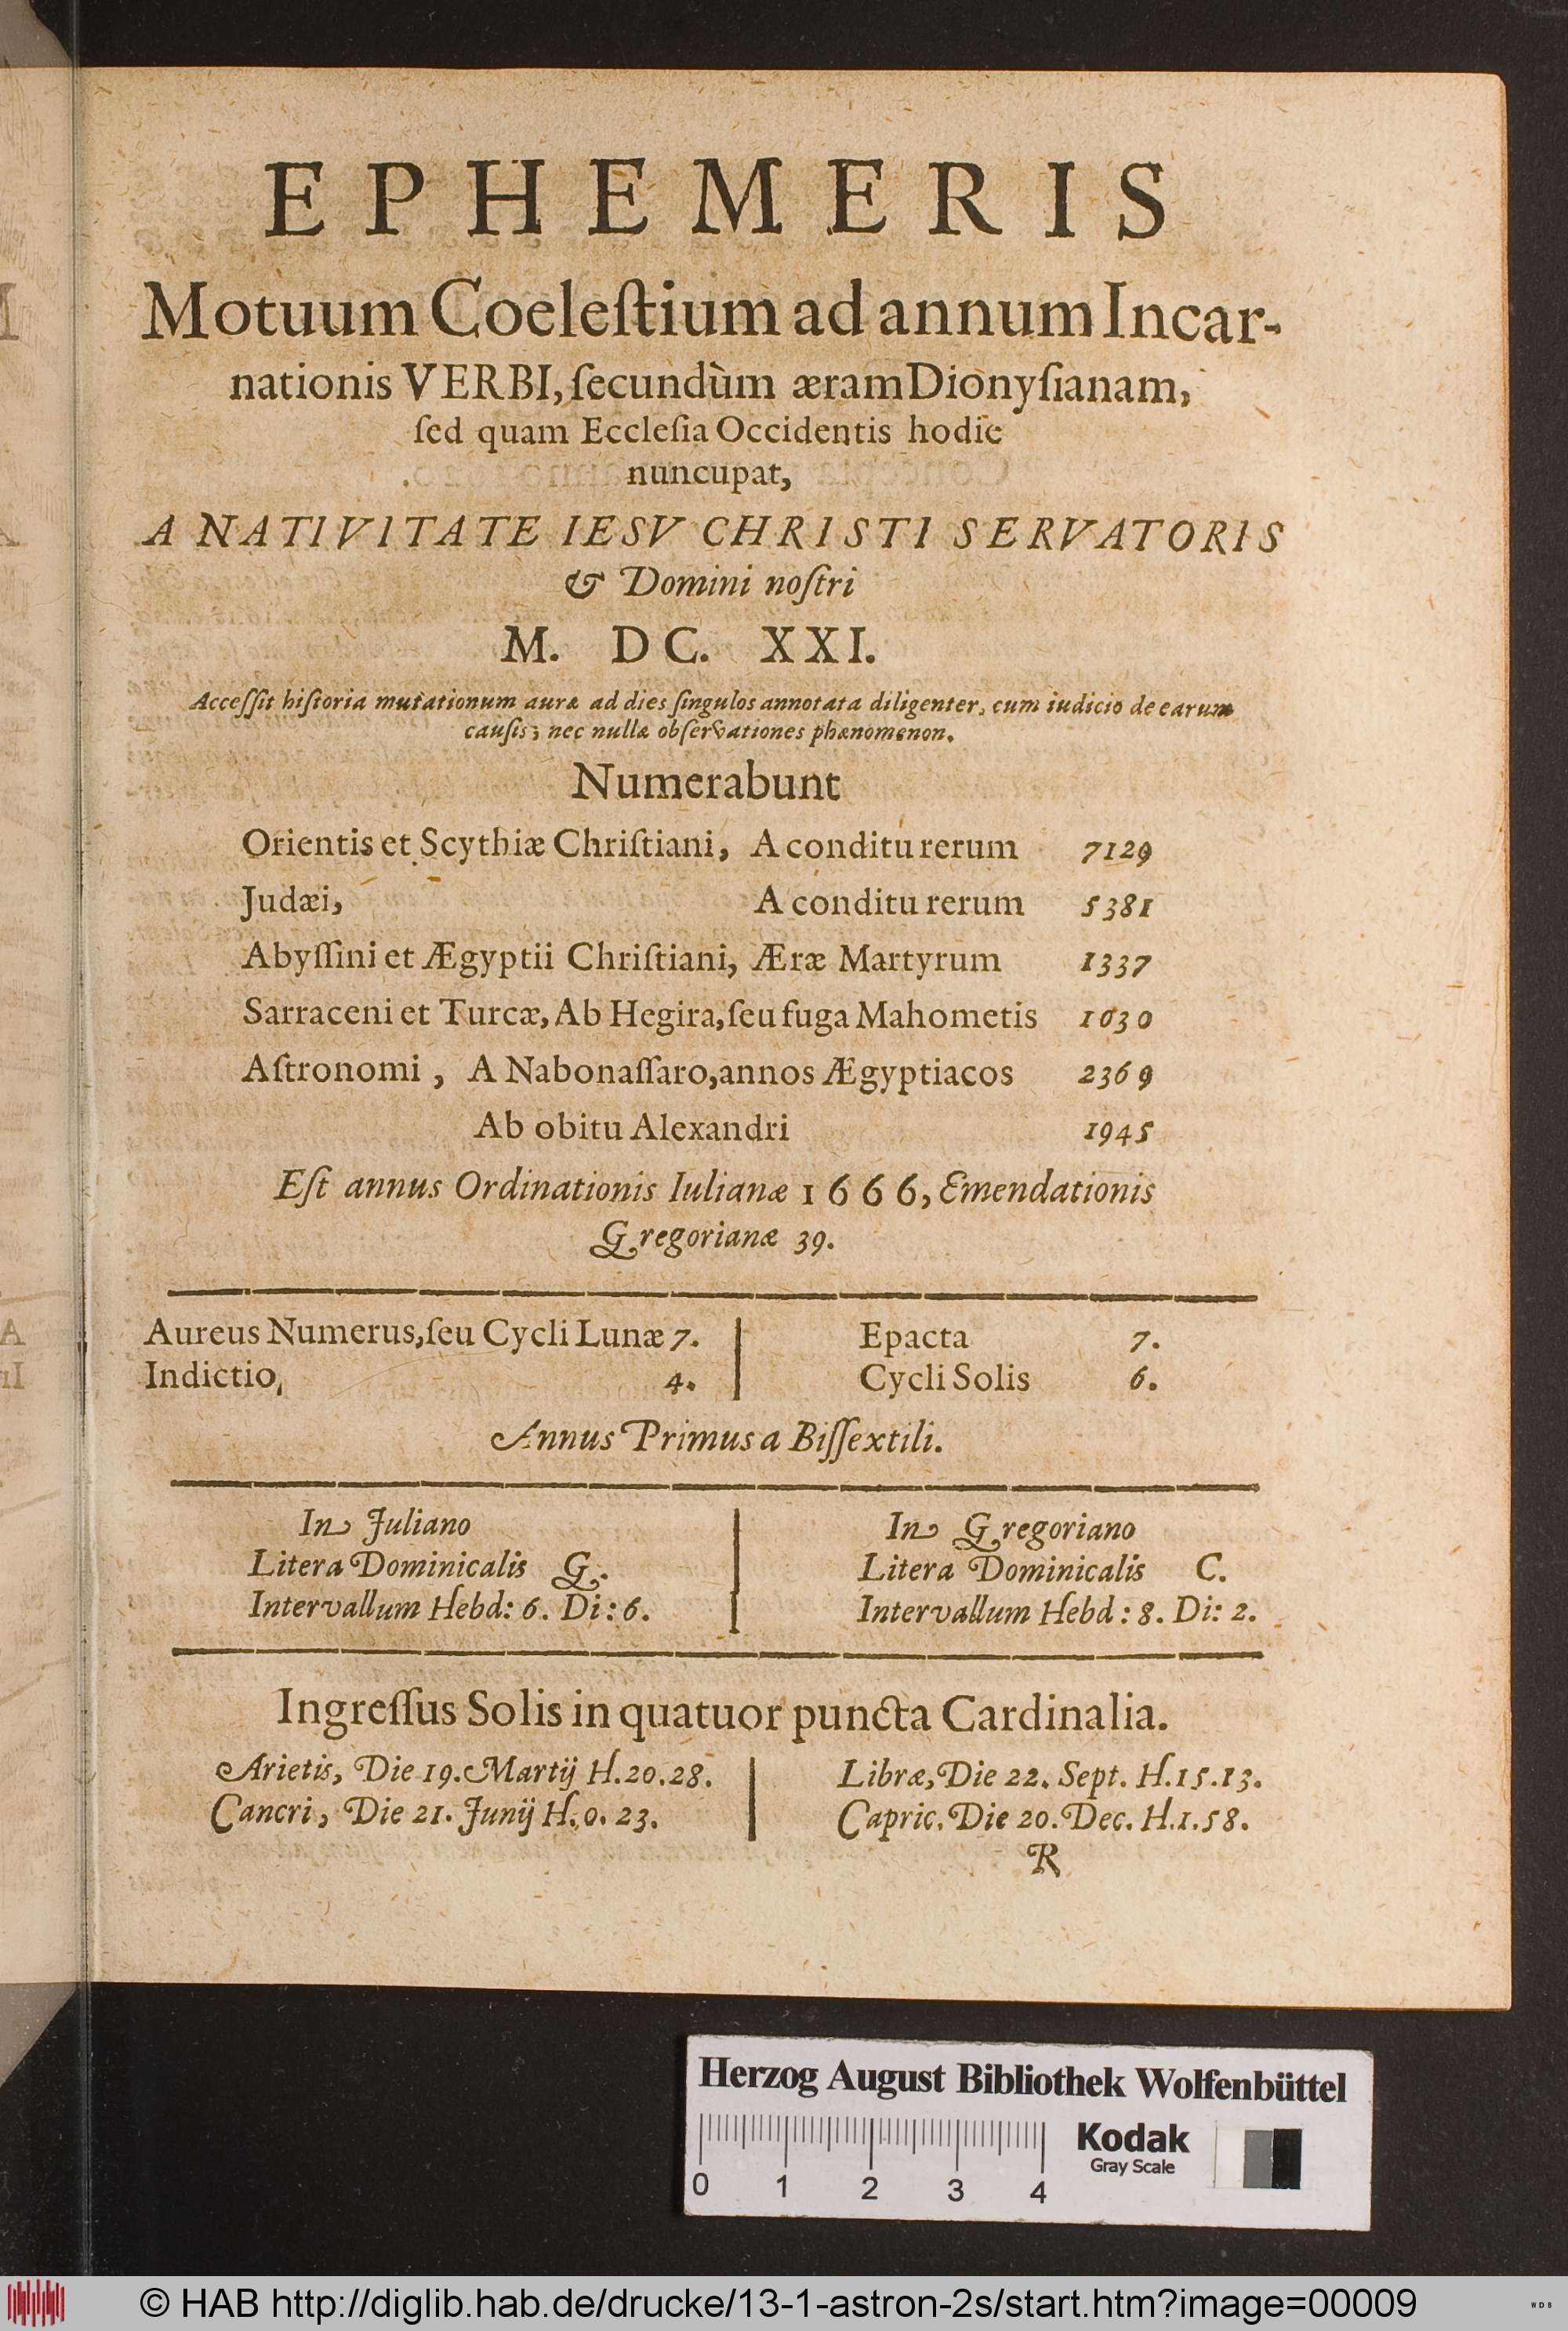 EPHEMERIS
Motuum Coeleſtium ad annum Incar-
nationis VERBI, ſecundùm æram Dionyſianam,
ſed quam Eccleſia Occidentis hodie
nuncupat,
A NATIVITATE IESV CHRISTI SERVATORIS
& Domini noſtri
M. DC. XXI.
Acceſſit hiſtoria mutationum auræ ad dies ſingulos annotata diligenter, cum iudicio de earum
cauſis; nec nullæ obſervationes phænomenon.
Numerabunt
Orientis et Scythiæ Chriſtiani, A conditu rerum 7129
Judæi, A conditu rerum 5381
Abyſſini et Ægyptii Chriſtiani, Æræ Martyrum 1337
Sarraceni et Turcæ, Ab Hegira, ſeu fuga Mahometis 1030
Aſtronomi, A Nabonaſſaro, annos Ægyptiacos 2369
Ab obitu Alexandri 1945
Eſt annus Ordinationis Iulianæ 1666, Emendationis
Gregorianæ 39.
Aureus Numerus, ſeu Cycli Lunæ 7. Epacta 7.
Indictio, 4. Cycli Solis 6.
Annus Primus a Biſſextili.
In Juliano
Litera Dominicalis G.
Intervallum Hebd: 6. Di: 6.
In Gregoriano
Litera Dominicalis C.
Intervallum Hebd: 8. Di: 2.
Ingreſſus Solis in quatuor puncta Cardinalia.
Arietis, Die 19. Martij H. 20. 28.
Cancri, Die 21. Junij H. 0. 23.
Libræ, Die 22. Sept. H. 15. 13.
Capric. Die 20. Dec. H. 1. 58.
R
Herzog August Bibliothek Wolfenbüttel
Kodak
Gray Scale
0 1 2 3 4
© HAB http://diglib.hab.de/drucke/13-1-astron-2s/start.htm?image=00009
WDB